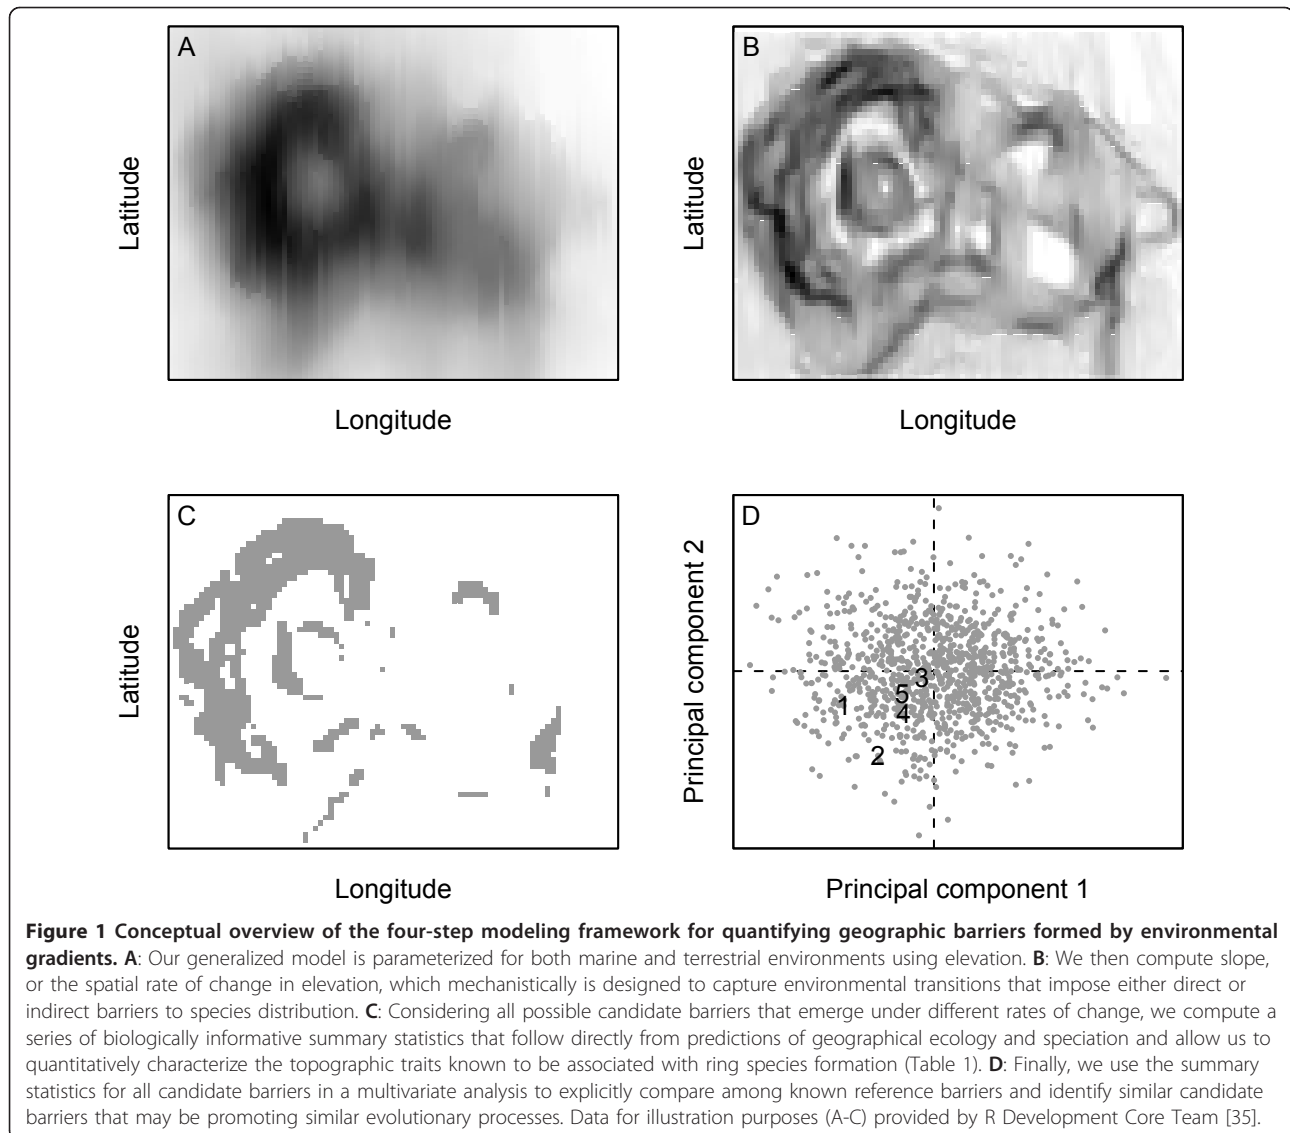 A
B
Latitude
Latitude
Longitude
Longitude
C
D
Latitude
Principal component 2
3
5
1
4
2
Longitude
Principal component 1
Figure 1 Conceptual overview of the four-step modeling framework for quantifying geographic barriers formed by environmental
gradients. A: Our generalized model is parameterized for both marine and terrestrial environments using elevation. B: We then compute slope,
or the spatial rate of change in elevation, which mechanistically is designed to capture environmental transitions that impose either direct or
indirect barriers to species distribution. C: Considering all possible candidate barriers that emerge under different rates of change, we compute a
series of biologically informative summary statistics that follow directly from predictions of geographical ecology and speciation and allow us to
quantitatively characterize the topographic traits known to be associated with ring species formation (Table 1). D: Finally, we use the summary
statistics for all candidate barriers in a multivariate analysis to explicitly compare among known reference barriers and identify similar candidate
barriers that may be promoting similar evolutionary processes. Data for illustration purposes (A-C) provided by R Development Core Team [35].